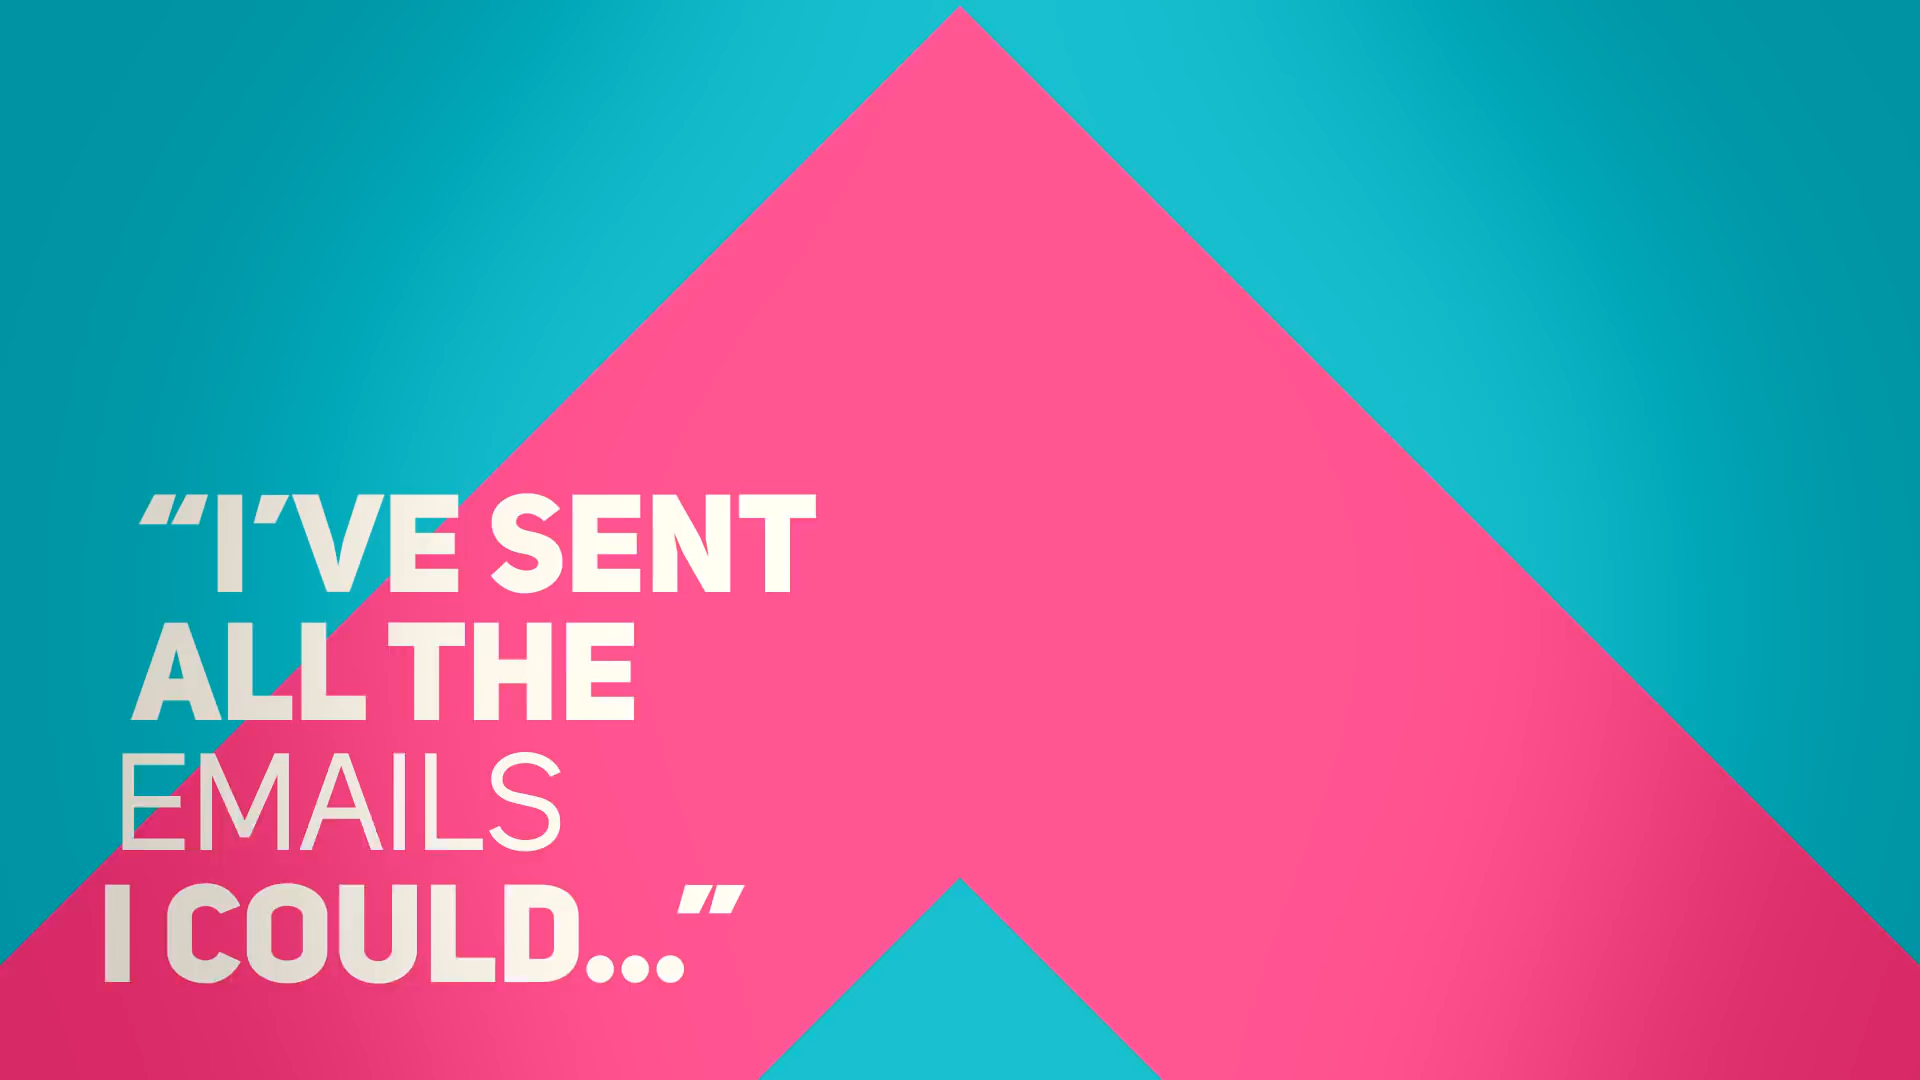 “I’VE SENT
ALL THE
EMAILS
I COULD...”